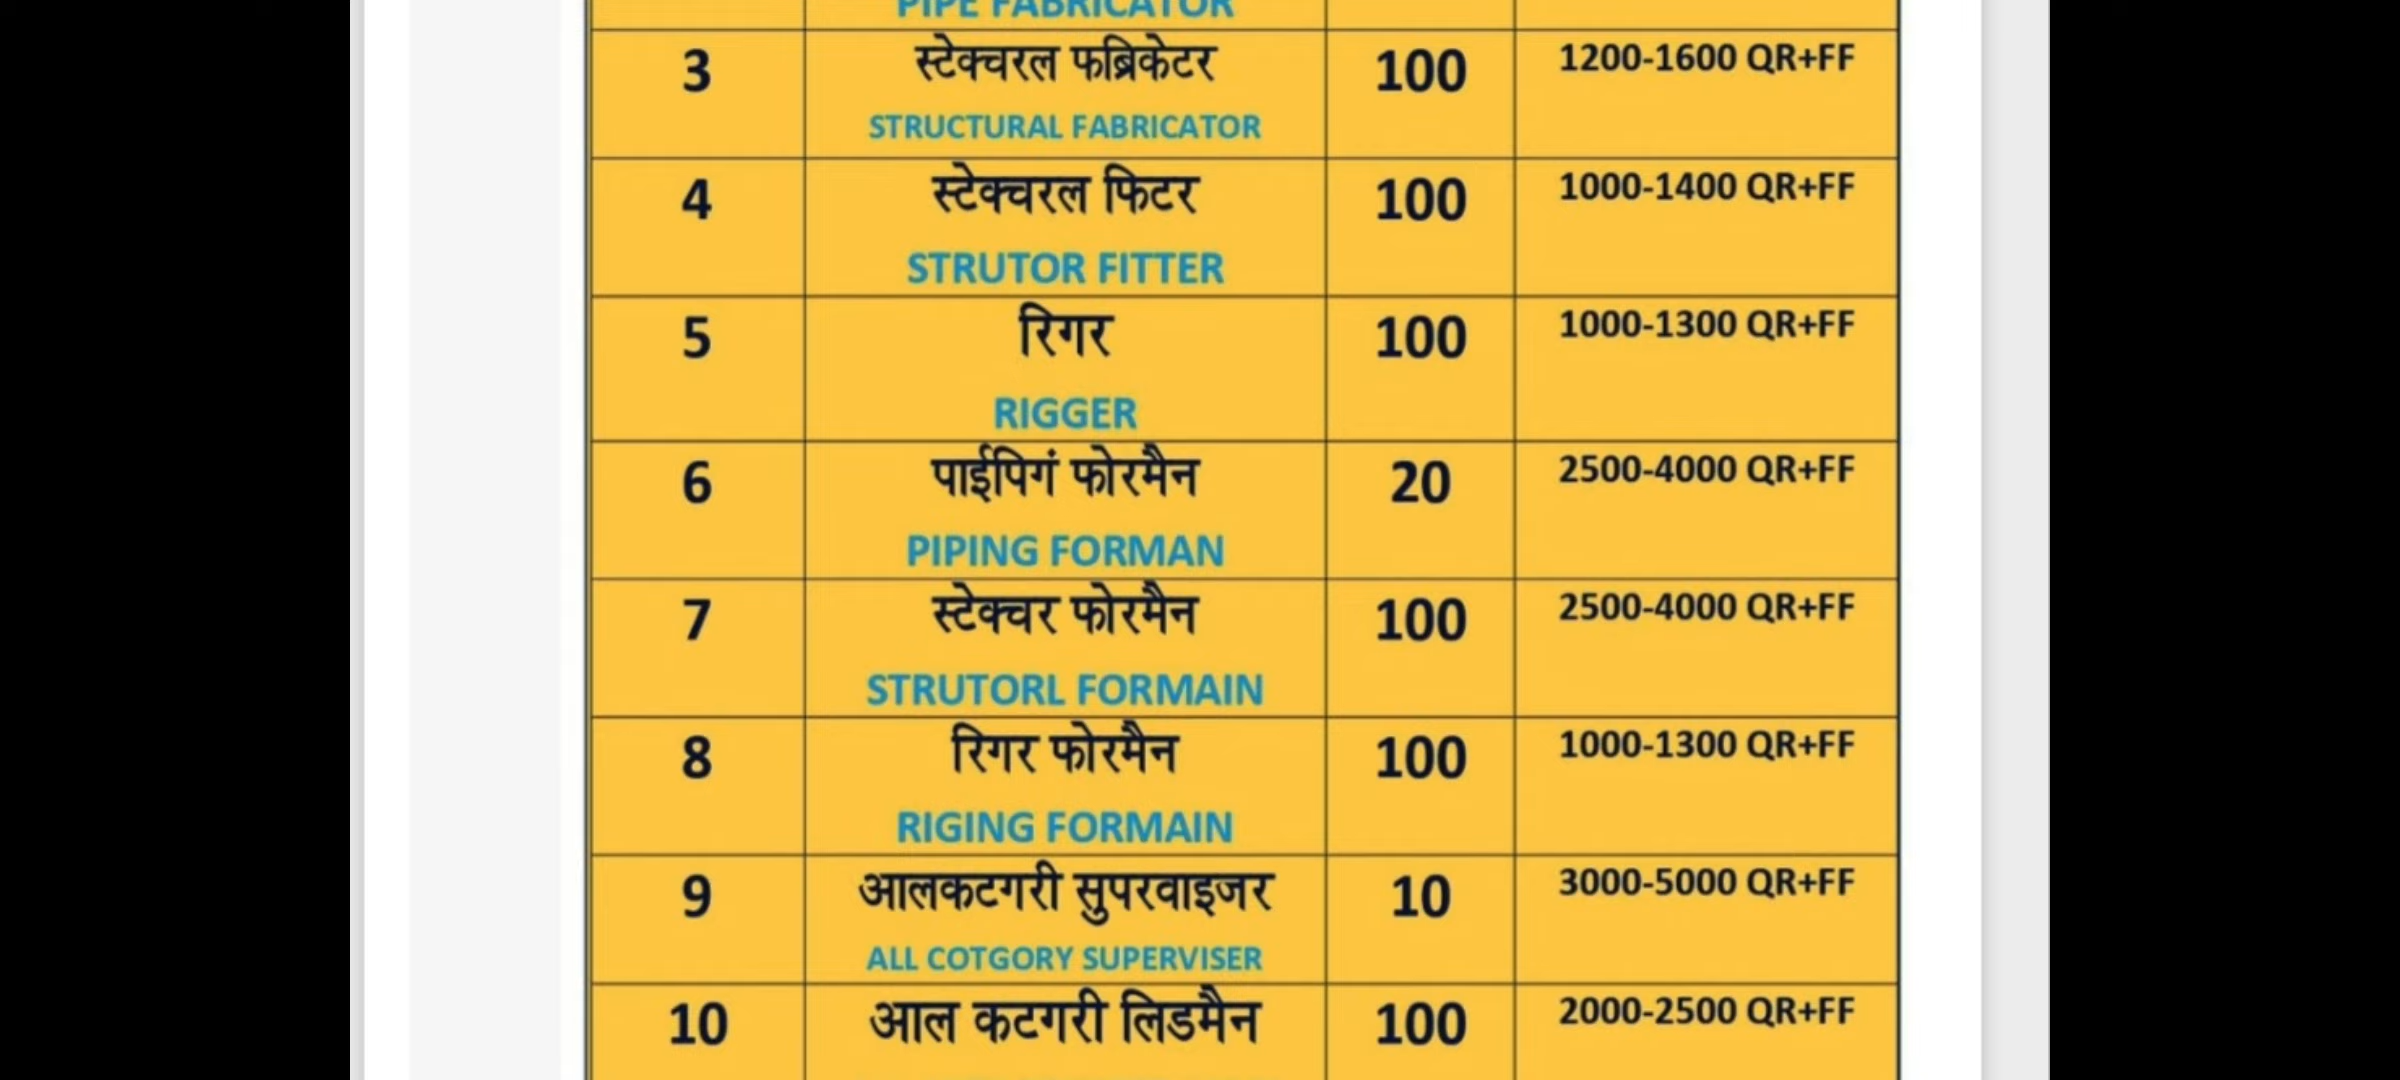 PIPE FABRICATOR
3 स्टेक्चरल फब्रिकेटर 100 1200-1600 QR+FF
STRUCTURAL FABRICATOR
4 स्टेक्चरल फिटर 100 1000-1400 QR+FF
STRUTOR FITTER
5 रिगर 100 1000-1300 QR+FF
RIGGER
6 पाईपिगं फोरमैन 20 2500-4000 QR+FF
PIPING FORMAN
7 स्टेक्चर फोरमैन 100 2500-4000 QR+FF
STRUTORL FORMAIN
8 रिगर फोरमैन 100 1000-1300 QR+FF
RIGING FORMAIN
9 आलकटगरी सुपरवाइजर 10 3000-5000 QR+FF
ALL COTGORY SUPERVISER
10 आल कटगरी लिडमैन 100 2000-2500 QR+FF